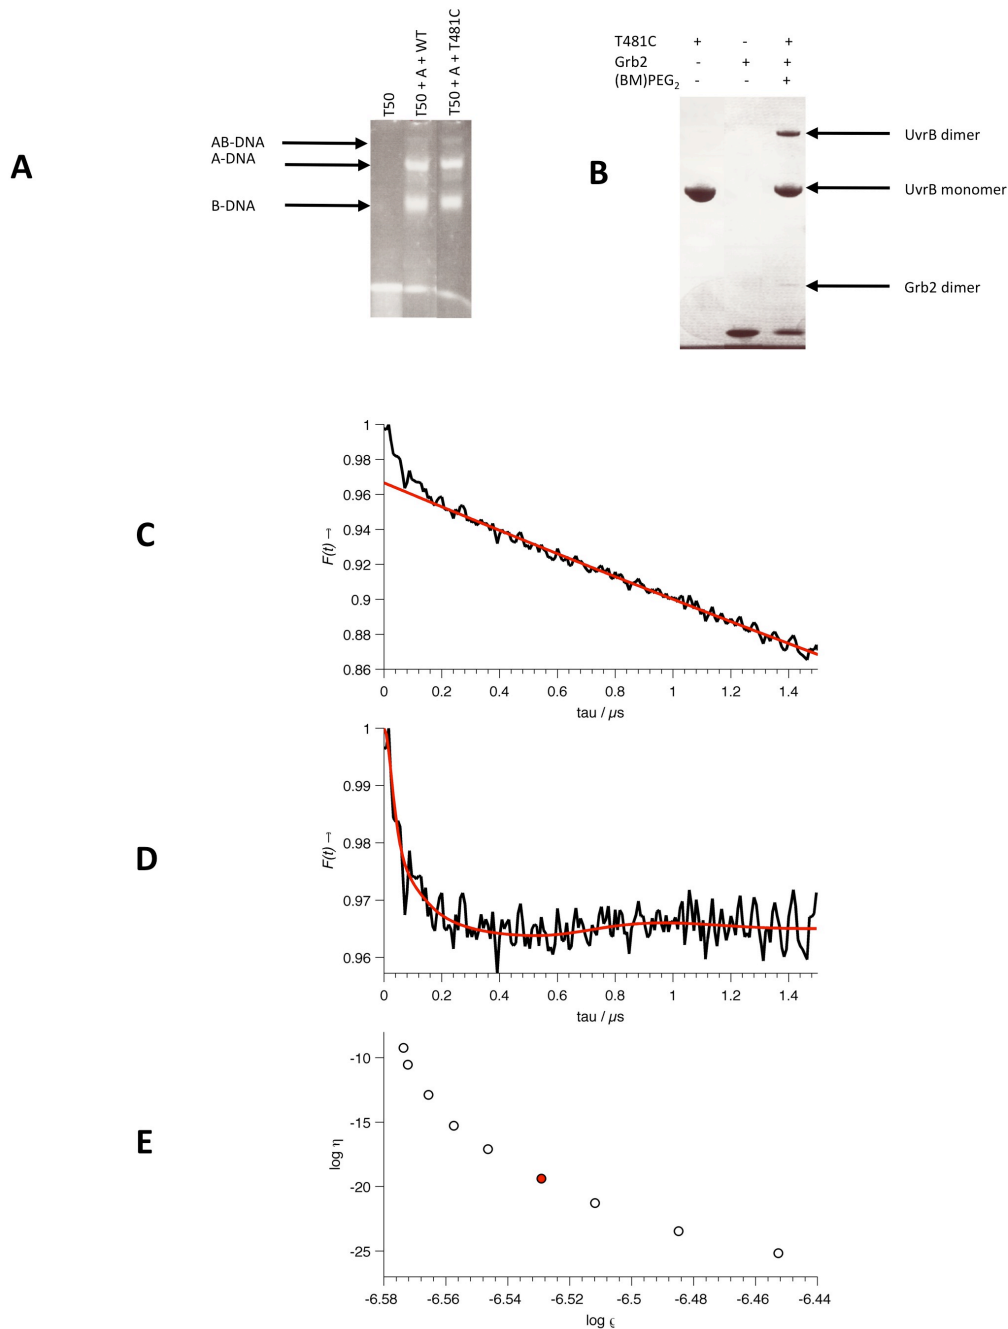 A
T50
T50 + A + WT
T50 + A + T481C
AB-DNA
A-DNA
B-DNA
B
T481C + - +
Grb2 - + +
(BM)PEG2 - - +
UvrB dimer
UvrB monomer
Grb2 dimer
C
F(t) →
1
0.98
0.96
0.94
0.92
0.9
0.88
0.86
0 0.2 0.4 0.6 0.8 1 1.2 1.4
tau / µs
D
F(t) →
1
0.99
0.98
0.97
0.96
0 0.2 0.4 0.6 0.8 1 1.2 1.4
tau / µs
E
log η
-10
-15
-20
-25
-6.58 -6.56 -6.54 -6.52 -6.5 -6.48 -6.46 -6.44
log